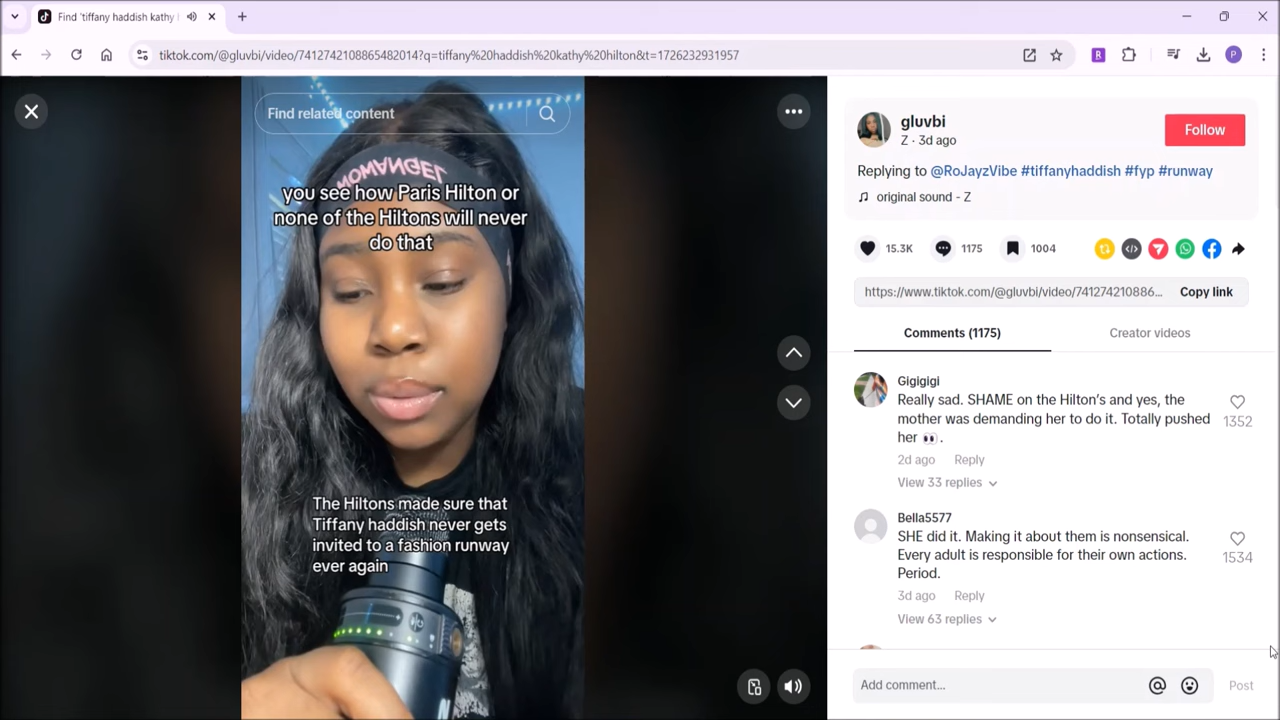 Find 'tiffany haddish kathy
tiktok.com/@gluvbi/video/7412742108865482014?q=tiffany%20haddish%20kathy%20hilton&t=1726232931957
R
P
Find related content
NOMANGEL
you see how Paris Hilton or
none of the Hiltons will never
do that
The Hiltons made sure that
Tiffany haddish never gets
invited to a fashion runway
ever again
gluvbi
Z · 3d ago
Follow
Replying to @RoJayzVibe #tiffanyhaddish #fyp #runway
original sound - Z
15.3K
1175
1004
https://www.tiktok.com/@gluvbi/video/741274210886...
Copy link
Comments (1175)
Creator videos
Gigigigi
Really sad. SHAME on the Hilton's and yes, the
mother was demanding her to do it. Totally pushed
her 👀 .
1352
2d ago Reply
View 33 replies
Bella5577
SHE did it. Making it about them is nonsensical.
Every adult is responsible for their own actions.
Period.
1534
3d ago Reply
View 63 replies
Add comment...
Post